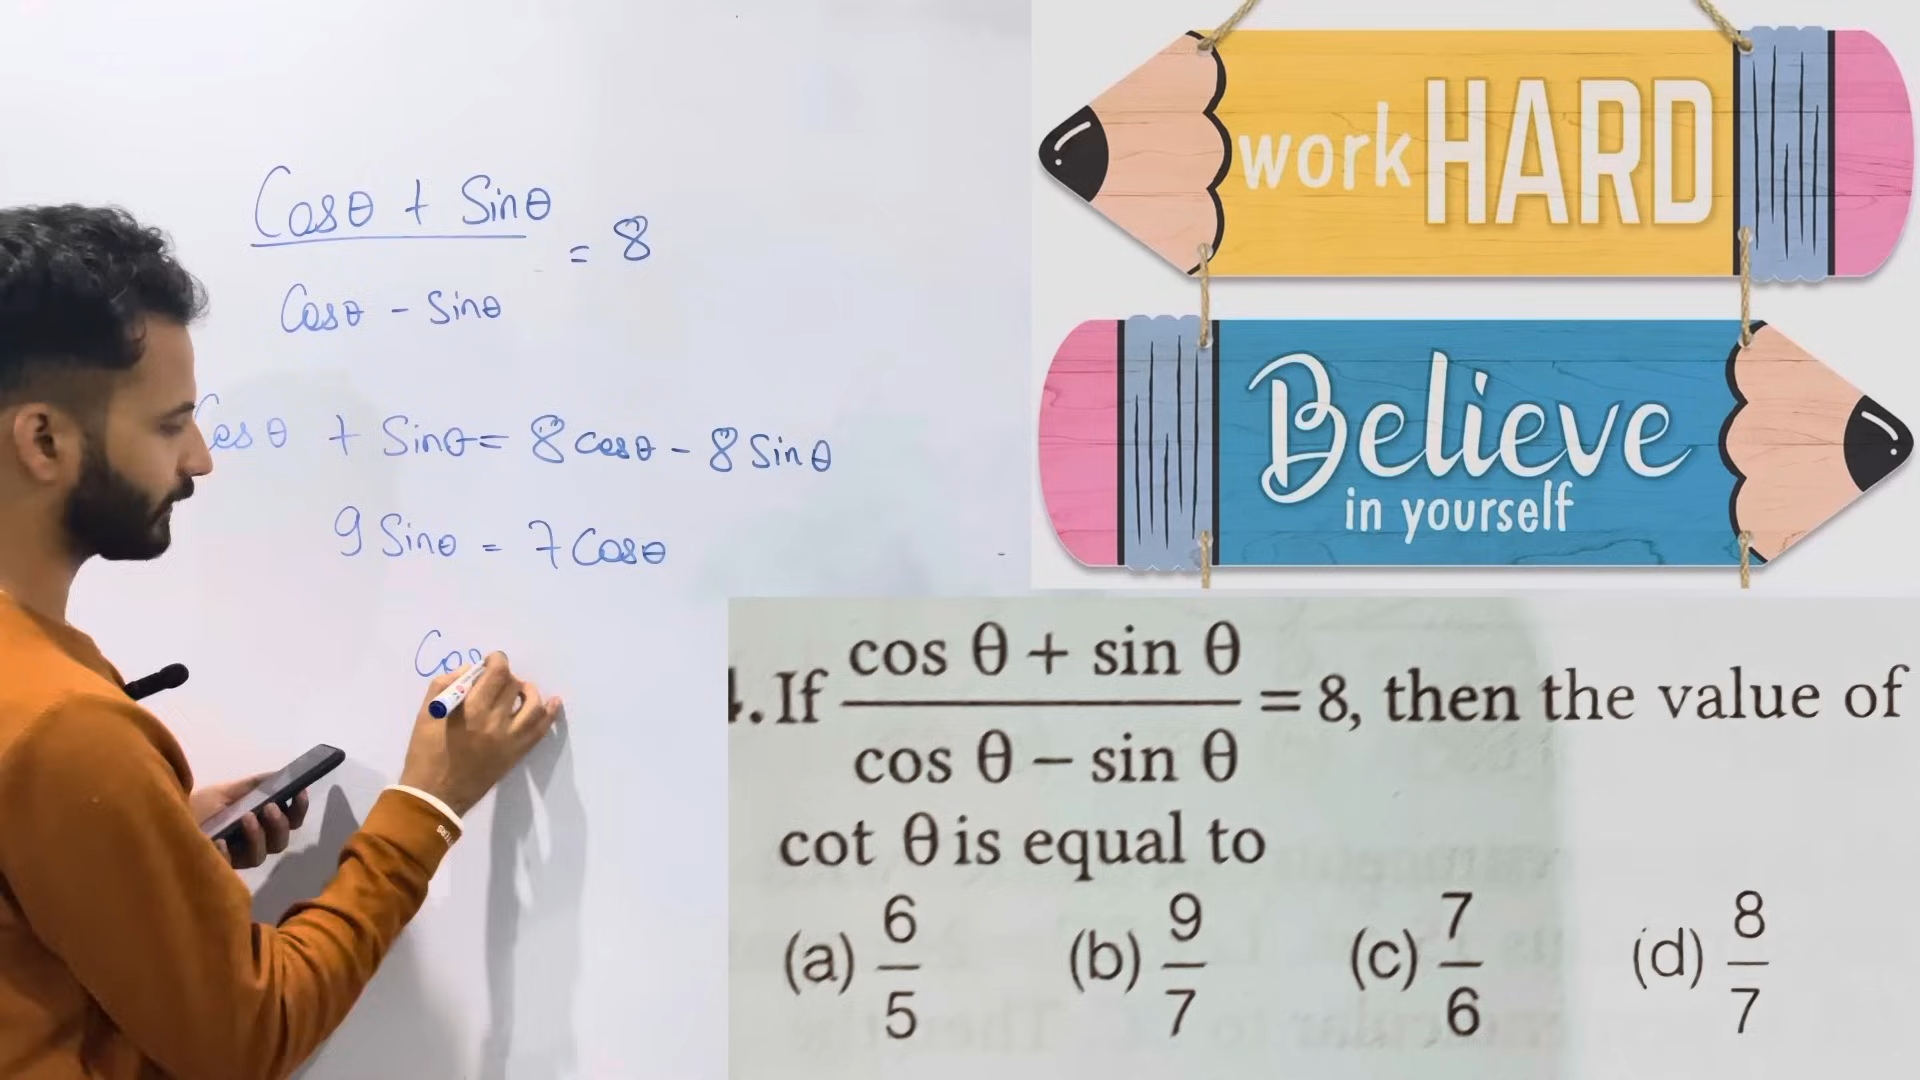 Cosθ + Sinθ
= 8
Cosθ - Sinθ
Cosθ + Sinθ = 8 Cosθ - 8 Sinθ
9 Sinθ = 7 Cosθ
Cos
work HARD
Believe
in yourself
4. If cos θ + sin θ / cos θ – sin θ = 8, then the value of
cot θ is equal to
(a) 6/5 (b) 9/7 (c) 7/6 (d) 8/7